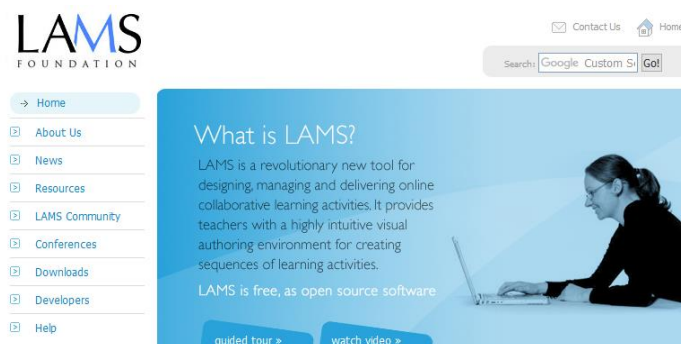 LAMS
FOUNDATION
Contact Us
Home
Search: Google Custom Go!
Home
About Us
News
Resources
LAMS Community
Conferences
Downloads
Developers
Help
What is LAMS?
LAMS is a revolutionary new tool for
designing, managing and delivering online
collaborative learning activities. It provides
teachers with a highly intuitive visual
authoring environment for creating
sequences of learning activities.
LAMS is free, as open source software
guided tour »
watch video »